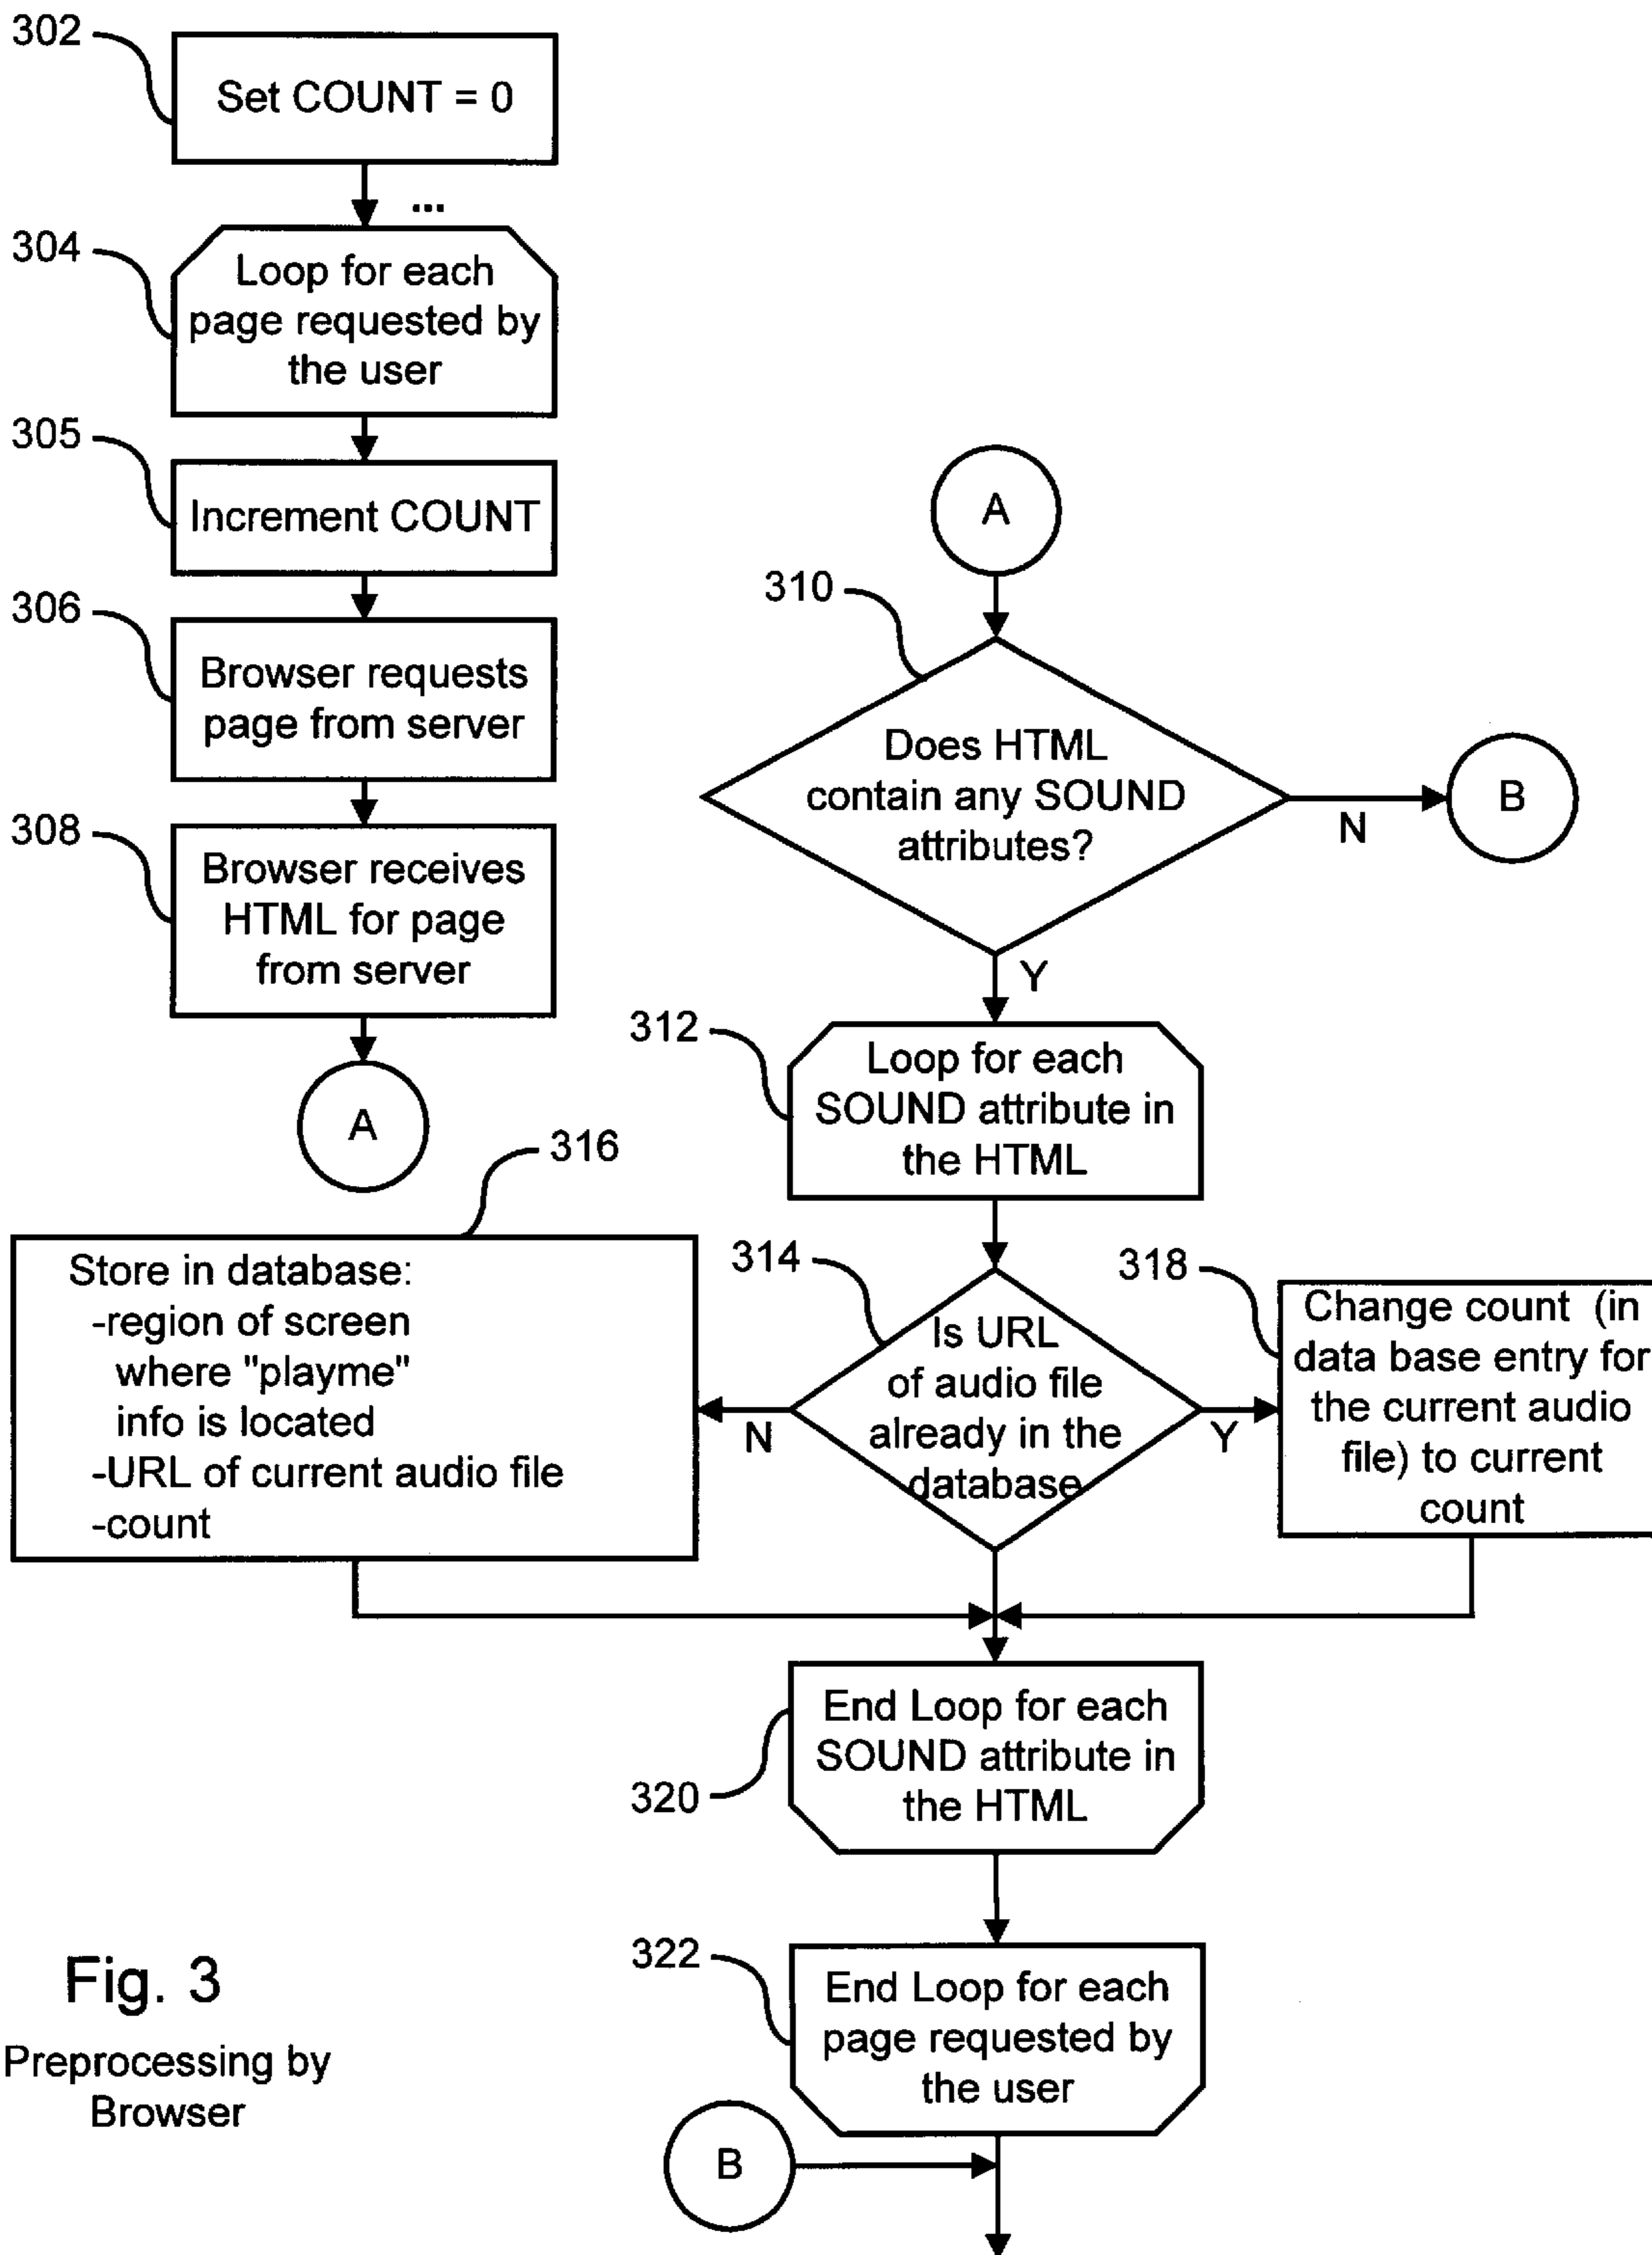 302
Set COUNT = 0
...
304
Loop for each
page requested by
the user
305
Increment COUNT
306
Browser requests
page from server
308
Browser receives
HTML for page
from server
A
A
310
Does HTML
contain any SOUND
attributes?
N
B
Y
312
Loop for each
SOUND attribute in
the HTML
314
Is URL
of audio file
already in the
database
N
Y
316
Store in database:
-region of screen
where "playme"
info is located
-URL of current audio file
-count
318
Change count (in
data base entry for
the current audio
file) to current
count
320
End Loop for each
SOUND attribute in
the HTML
322
End Loop for each
page requested by
the user
B
Fig. 3
Preprocessing by
Browser